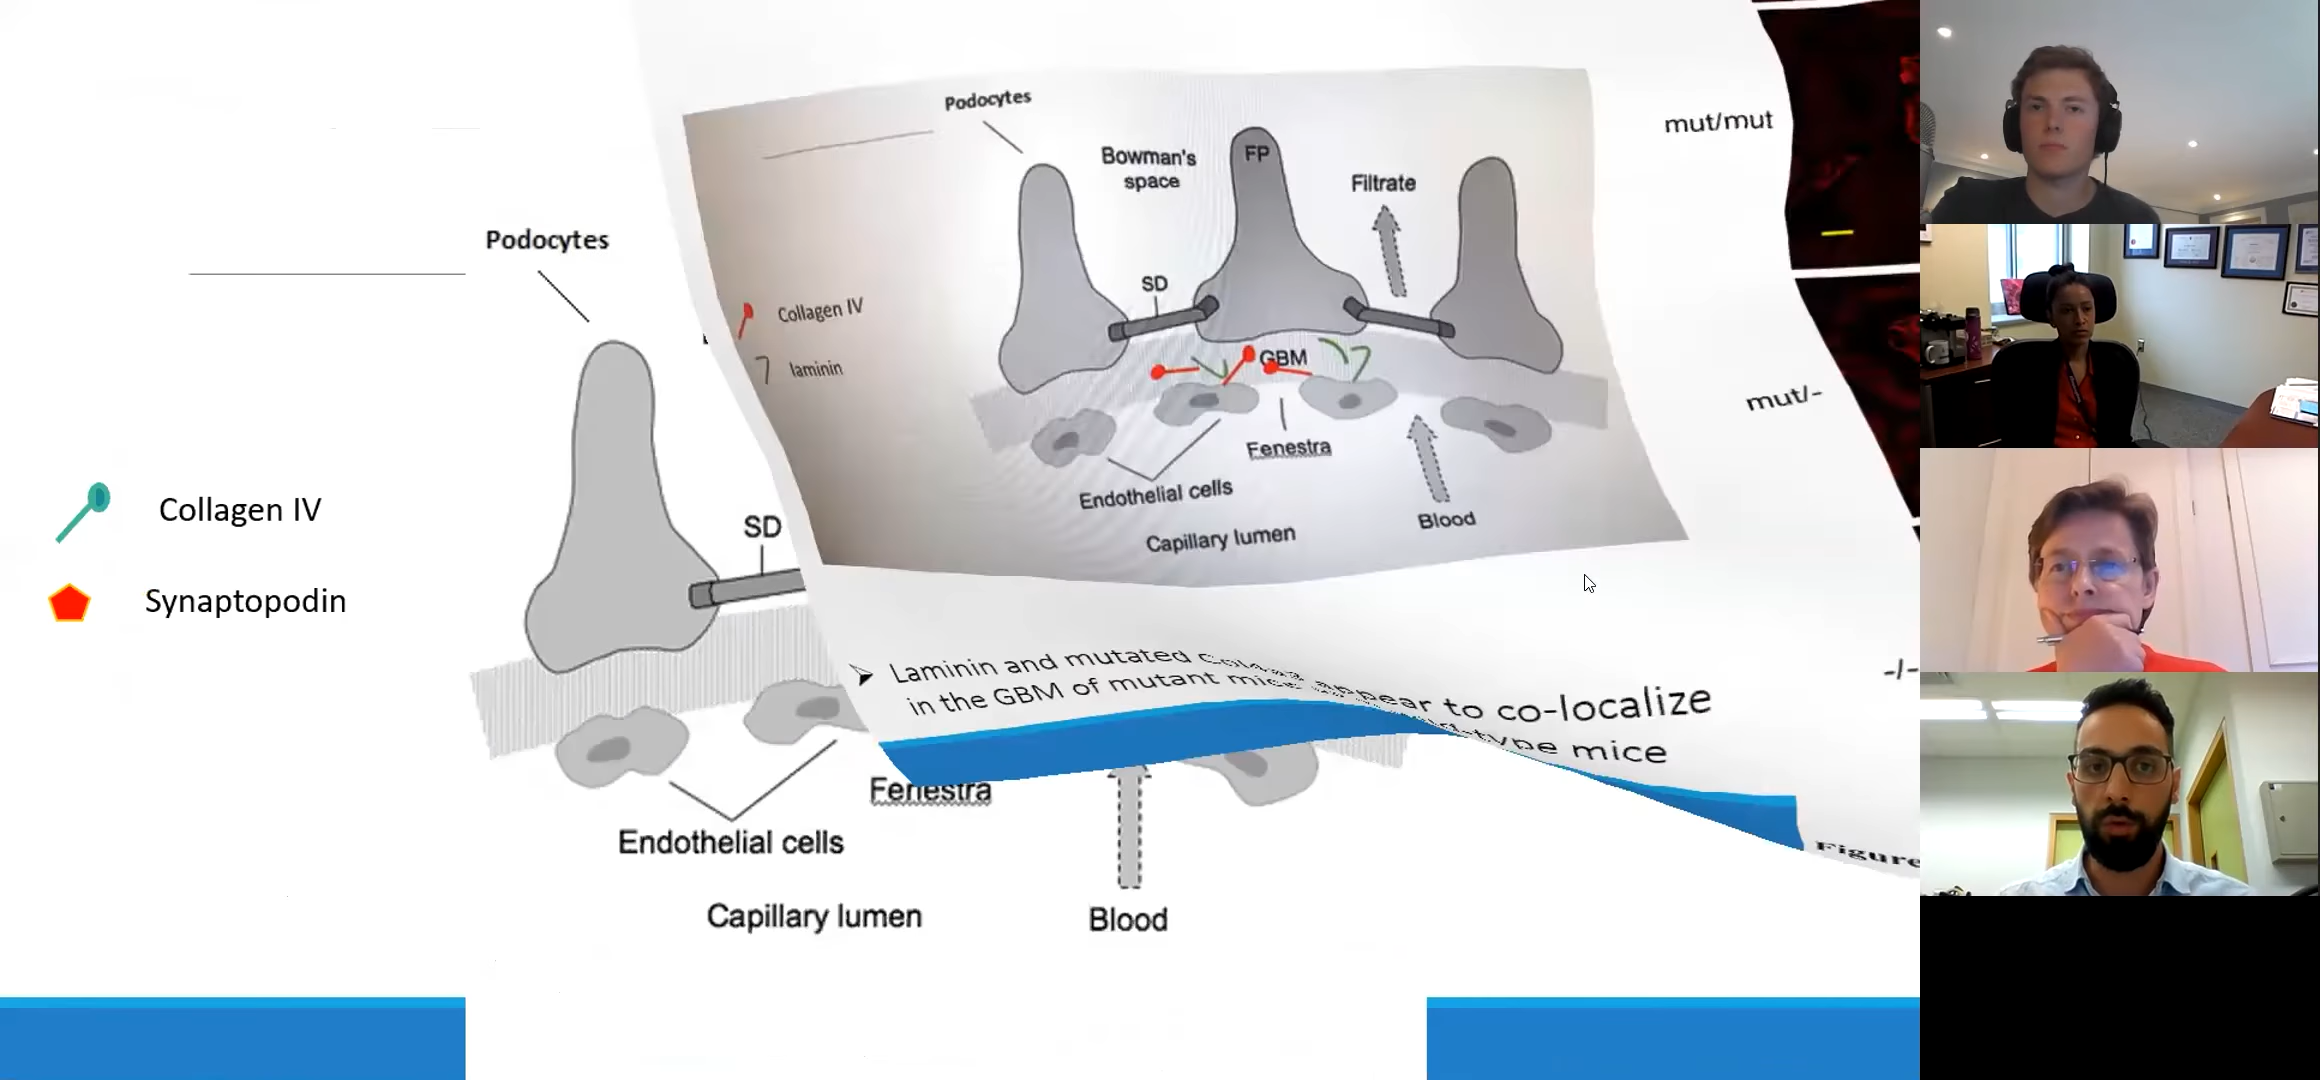 Podocytes
Bowman's
space
FP
Filtrate
SD
Collagen IV
laminin
GBM
Fenestra
Endothelial cells
Capillary lumen
Blood
mut/mut
mut/-
-/-
➢ Laminin and mutated appear to co-localize
in the GBM of mutant mice mice
Figure
Podocytes
SD
Collagen IV
Synaptopodin
Fenestra
Endothelial cells
Capillary lumen
Blood